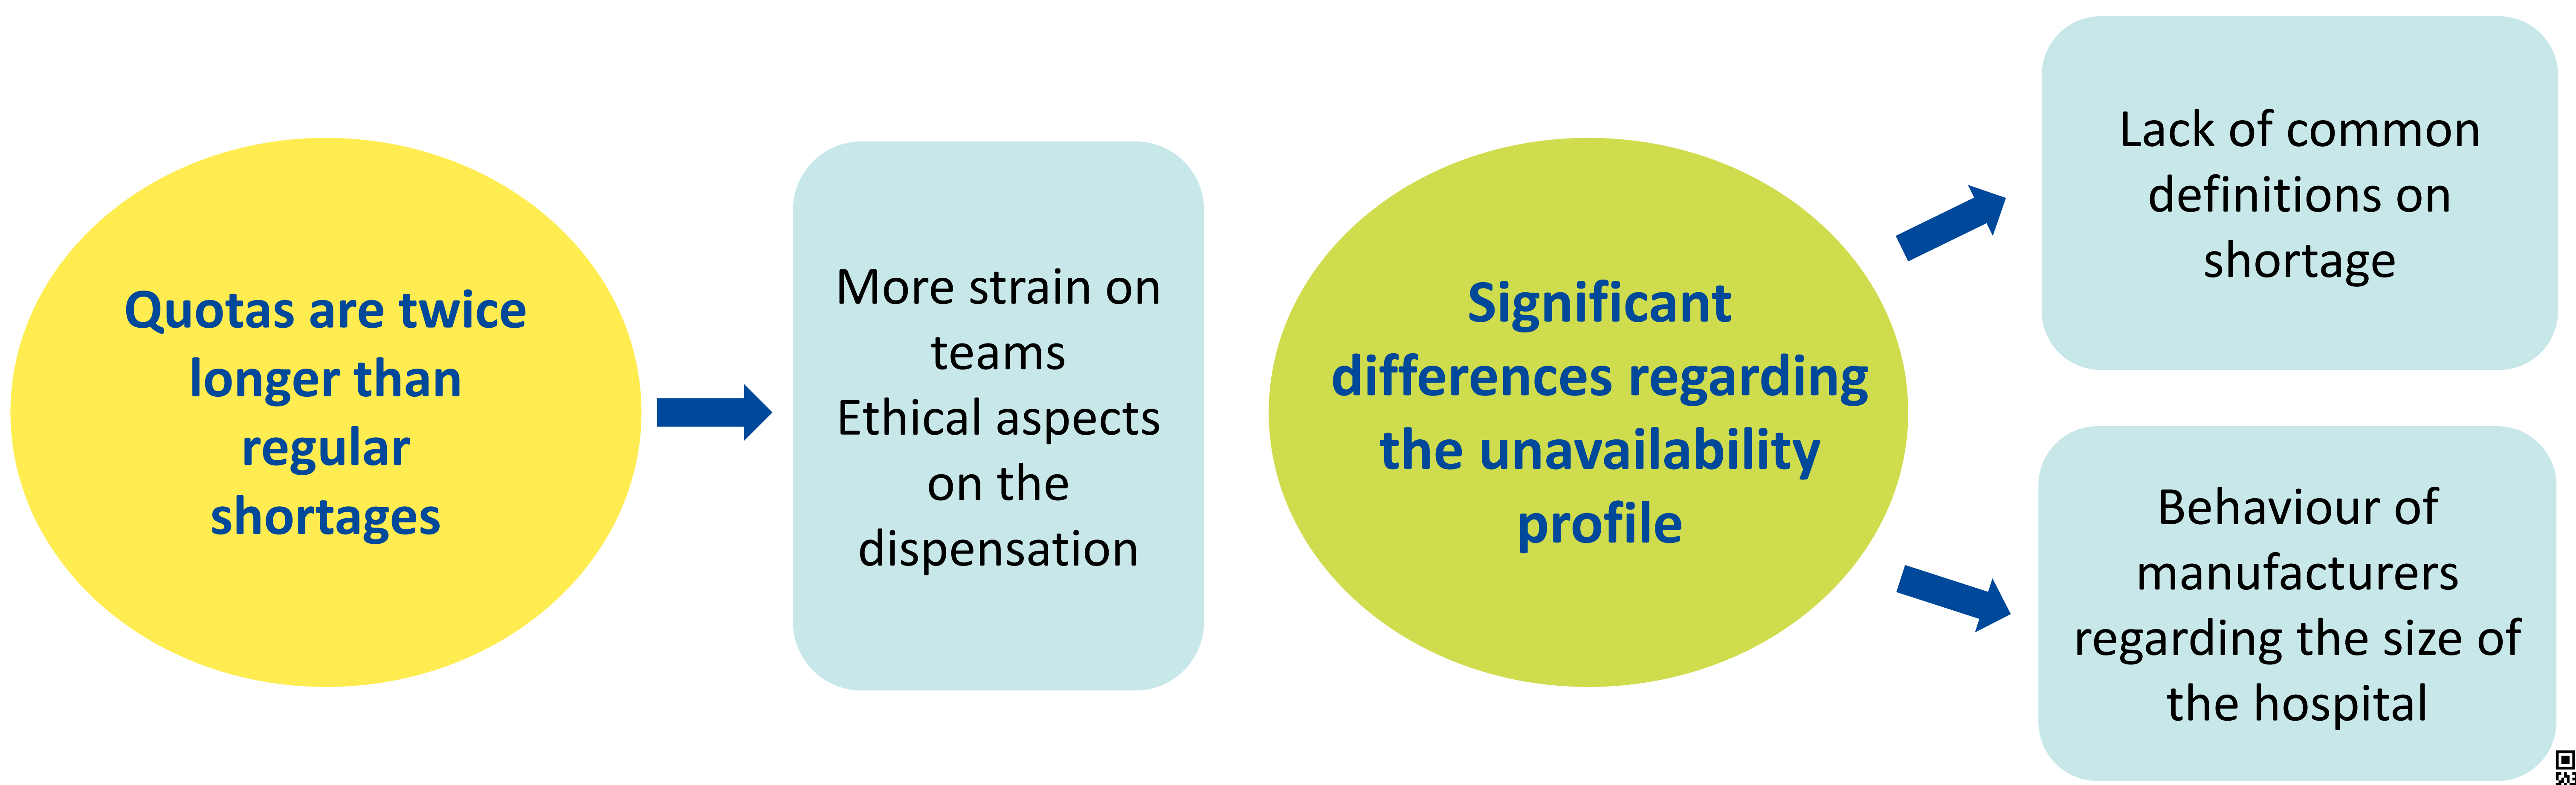 Quotas are twice
longer than
regular
shortages
More strain on
teams
Ethical aspects
on the
dispensation
Significant
differences regarding
the unavailability
profile
Lack of common
definitions on
shortage
Behaviour of
manufacturers
regarding the size of
the hospital